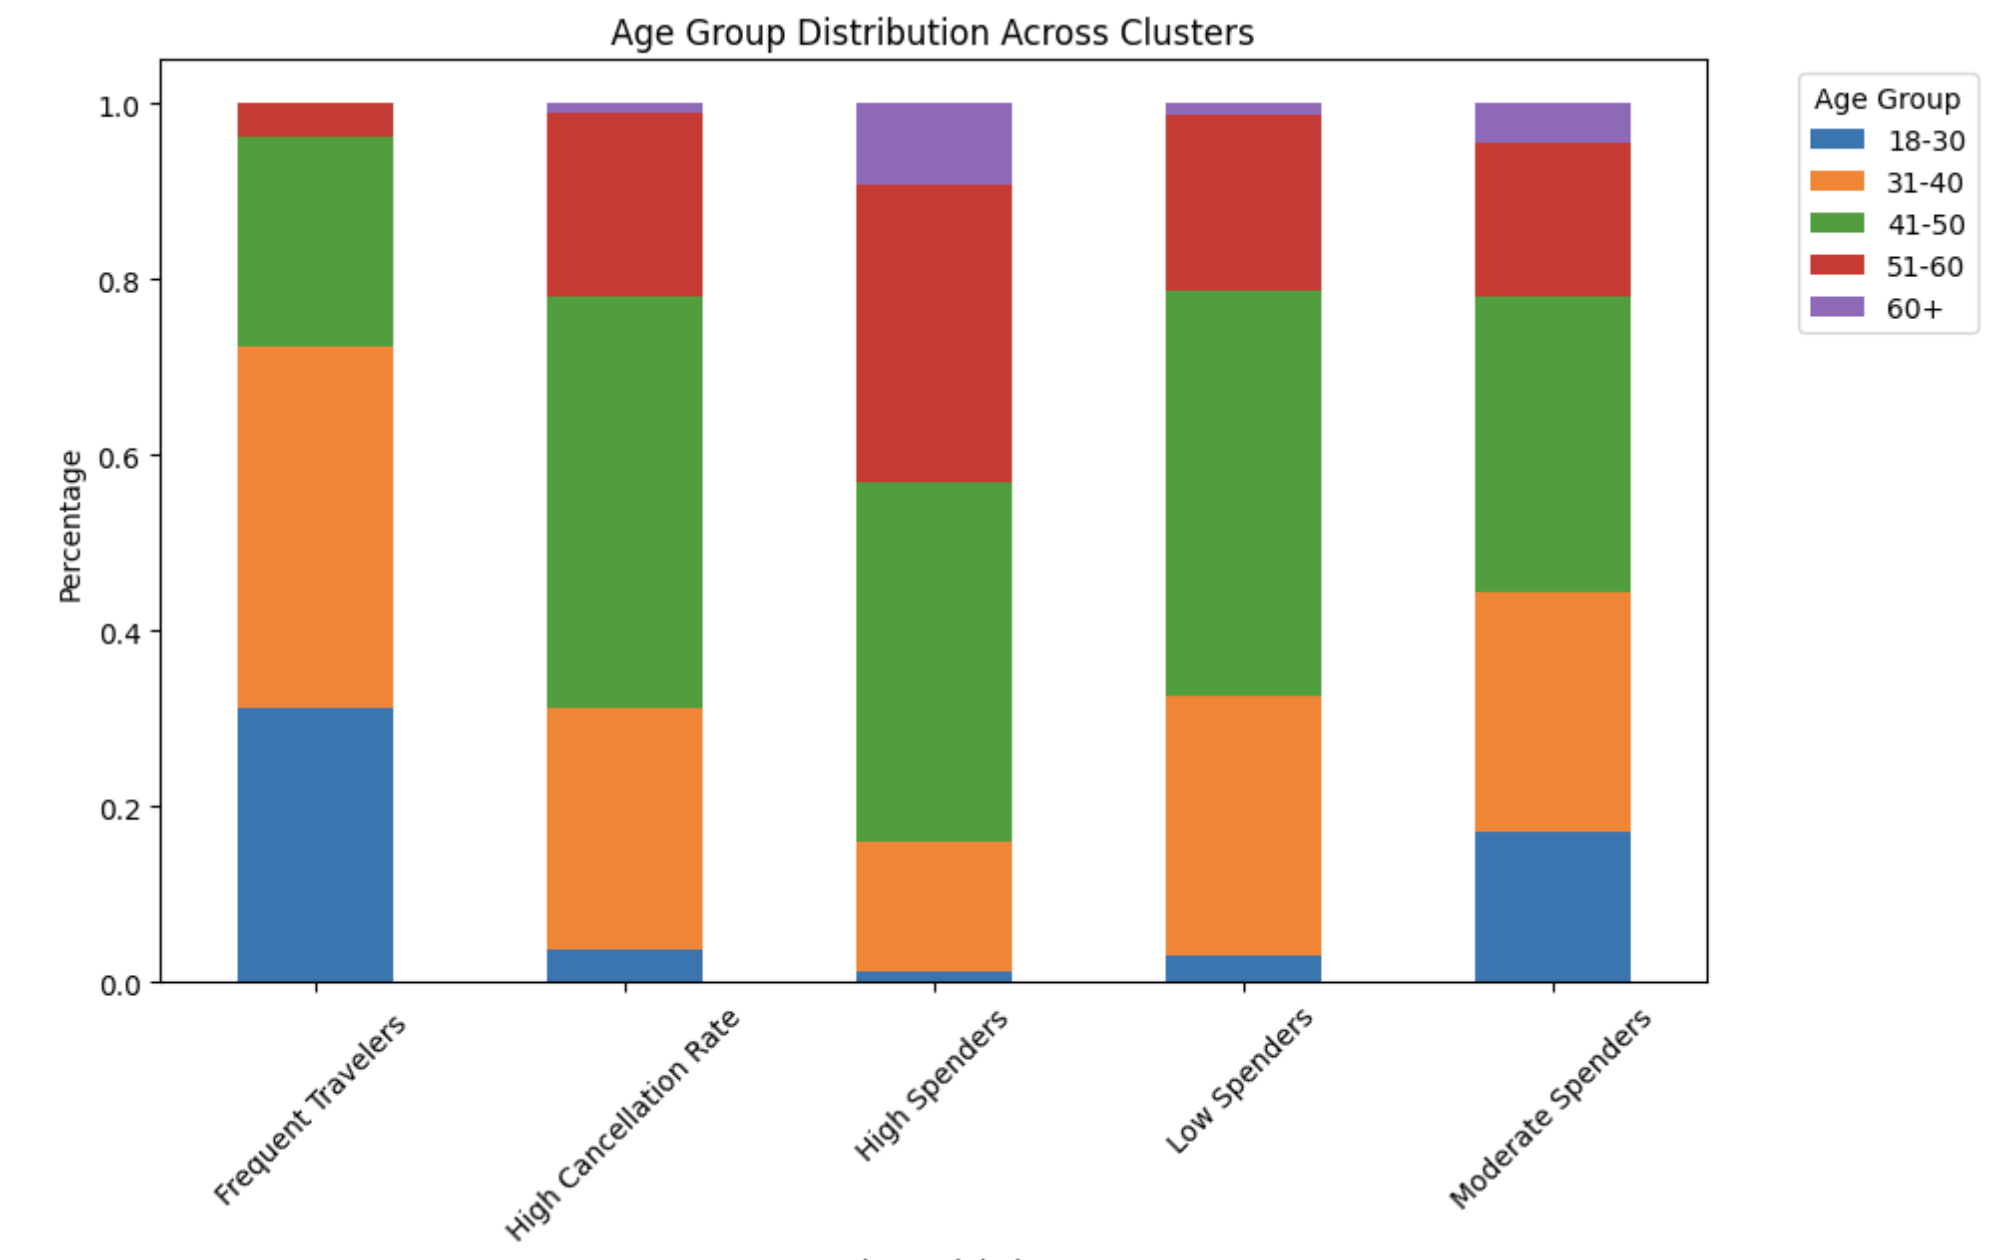 Age Group Distribution Across Clusters
Age Group
18-30
31-40
41-50
51-60
60+
Percentage
1.0
0.8
0.6
0.4
0.2
0.0
Frequent Travelers
High Cancellation Rate
High Spenders
Low Spenders
Moderate Spenders